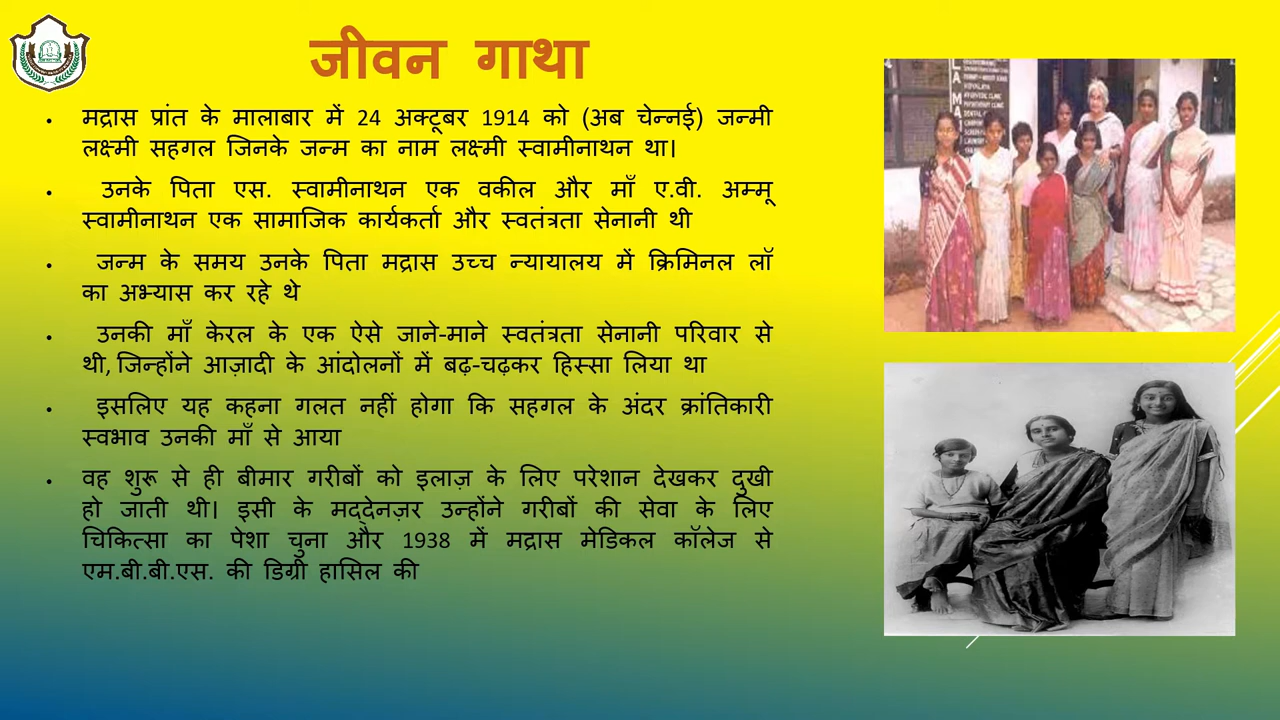 जीवन गाथा
• मद्रास प्रांत के मालाबार में 24 अक्टूबर 1914 को (अब चेन्नई) जन्मी
लक्ष्मी सहगल जिनके जन्म का नाम लक्ष्मी स्वामीनाथन था।
• उनके पिता एस. स्वामीनाथन एक वकील और माँ ए.वी. अम्मू
स्वामीनाथन एक सामाजिक कार्यकर्ता और स्वतंत्रता सेनानी थी
• जन्म के समय उनके पिता मद्रास उच्च न्यायालय में क्रिमिनल लॉ
का अभ्यास कर रहे थे
• उनकी माँ केरल के एक ऐसे जाने-माने स्वतंत्रता सेनानी परिवार से
थी, जिन्होंने आज़ादी के आंदोलनों में बढ़-चढ़कर हिस्सा लिया था
• इसलिए यह कहना गलत नहीं होगा कि सहगल के अंदर क्रांतिकारी
स्वभाव उनकी माँ से आया
• वह शुरू से ही बीमार गरीबों को इलाज़ के लिए परेशान देखकर दुखी
हो जाती थी। इसी के मद्देनज़र उन्होंने गरीबों की सेवा के लिए
चिकित्सा का पेशा चुना और 1938 में मद्रास मेडिकल कॉलेज से
एम.बी.बी.एस. की डिग्री हासिल की